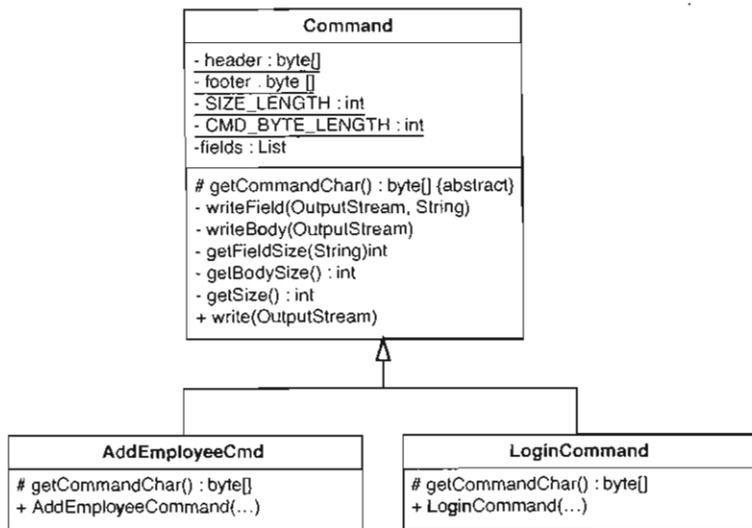 Command
- header : byte[]
- footer . byte []
- SIZE_LENGTH : int
- CMD_BYTE_LENGTH : int
-fields : List
# getCommandChar() : byte[] {abstract}
- writeField(OutputStream, String)
- writeBody(OutputStream)
- getFieldSize(String)int
- getBodySize() : int
- getSize() : int
+ write(OutputStream)
AddEmployeeCmd
# getCommandChar() : byte[]
+ AddEmployeeCommand(...)
LoginCommand
# getCommandChar() : byte[]
+ LoginCommand(...)